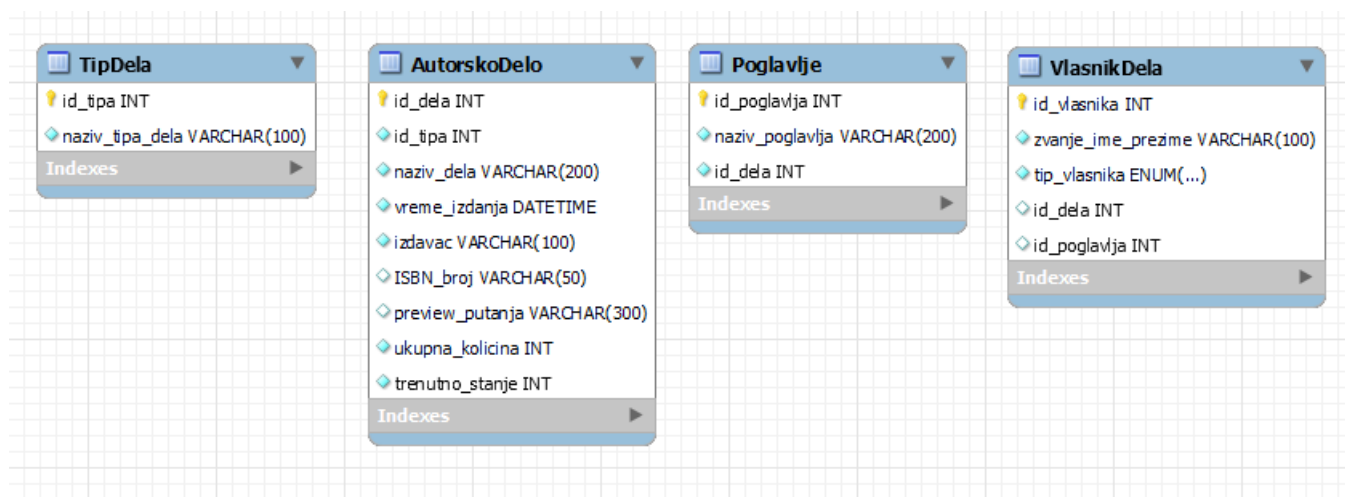 TipDela
id_tipa INT
naziv_tipa_dela VARCHAR(100)
Indexes
AutorskoDelo
id_dela INT
id_tipa INT
naziv_dela VARCHAR(200)
vreme_izdanja DATETIME
izdavac VARCHAR(100)
ISBN_broj VARCHAR(50)
preview_putanja VARCHAR(300)
ukupna_kolicina INT
trenutno_stanje INT
Indexes
Poglavlje
id_poglavlja INT
naziv_poglavlja VARCHAR(200)
id_dela INT
Indexes
VlasnikDela
id_vlasnika INT
zvanje_ime_prezime VARCHAR(100)
tip_vlasnika ENUM(...)
id_dela INT
id_poglavlja INT
Indexes